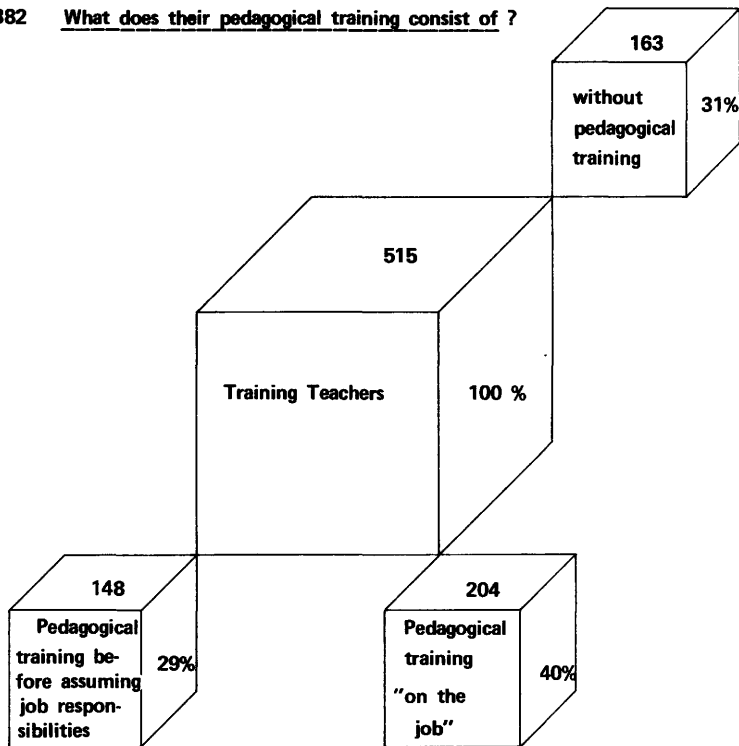 382 What does their pedagogical training consist of ?
163
without
pedagogical
training
31%
515
Training Teachers
100 %
148
Pedagogical
training be-
fore assuming
job respon-
sibilities
29%
204
Pedagogical
training
"on the
job"
40%